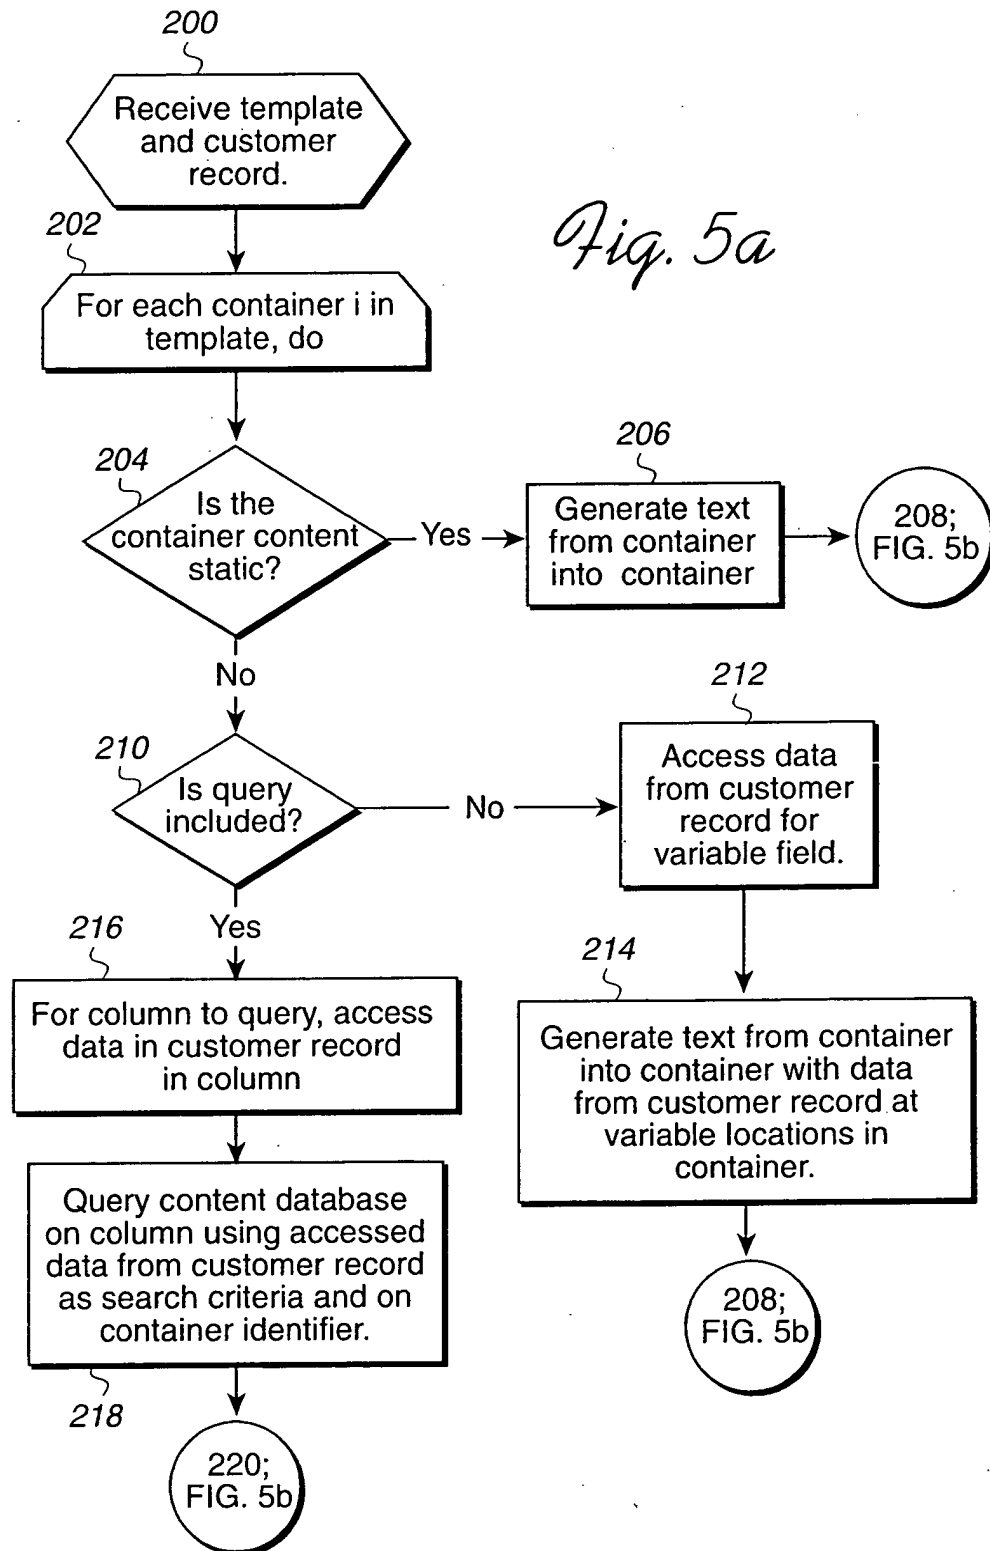 200
Receive template
and customer
record.
Fig. 5a
202
For each container i in
template, do
204
Is the
container content
static?
Yes
206
Generate text
from container
into container
208;
FIG. 5b
No
210
Is query
included?
No
212
Access data
from customer
record for
variable field.
Yes
216
For column to query, access
data in customer record
in column
214
Generate text from container
into container with data
from customer record at
variable locations in
container.
Query content database
on column using accessed
data from customer record
as search criteria and on
container identifier.
218
208;
FIG. 5b
220;
FIG. 5b